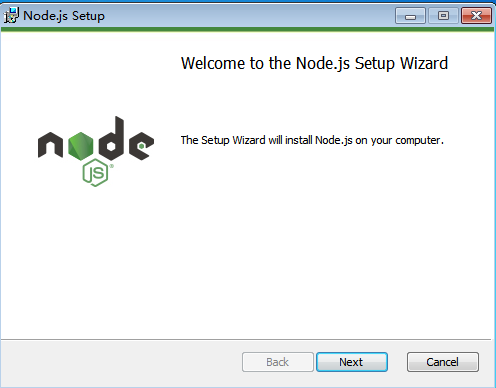 Node.js Setup
Welcome to the Node.js Setup Wizard
The Setup Wizard will install Node.js on your computer.
node
JS
Back
Next
Cancel